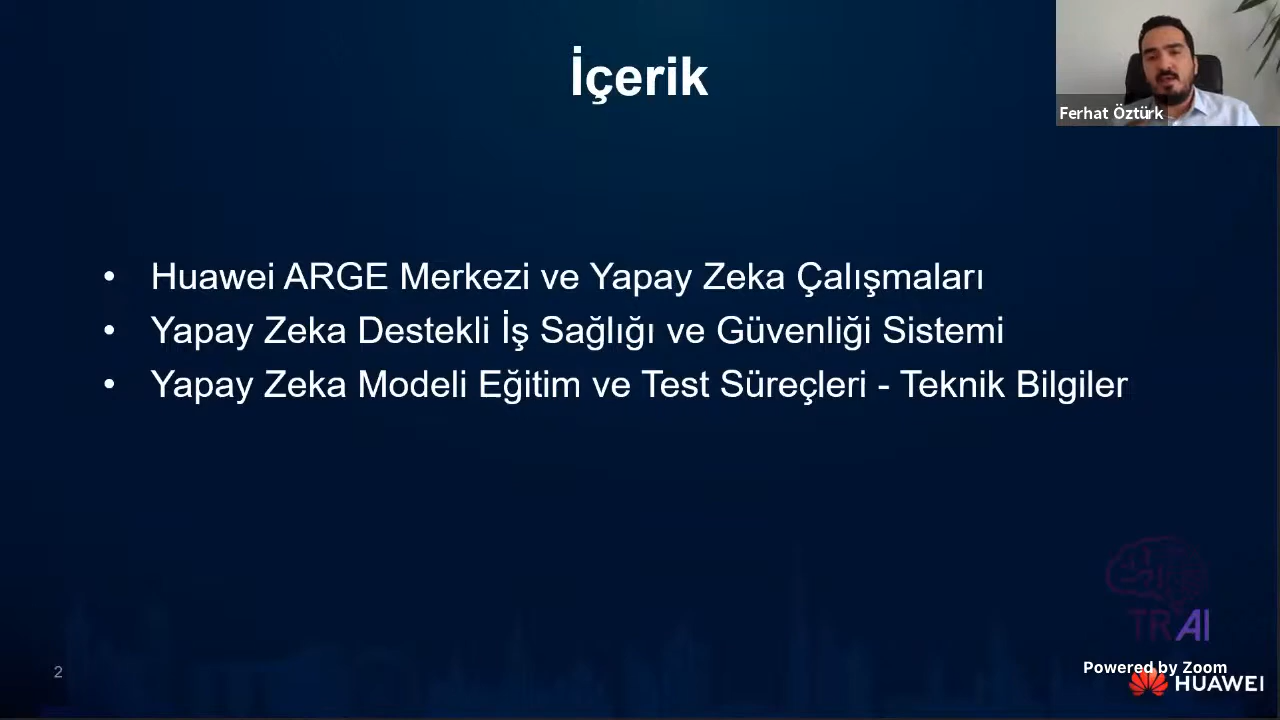 İçerik
Ferhat Öztürk
• Huawei ARGE Merkezi ve Yapay Zeka Çalışmaları
• Yapay Zeka Destekli İş Sağlığı ve Güvenliği Sistemi
• Yapay Zeka Modeli Eğitim ve Test Süreçleri - Teknik Bilgiler
TRAI
2
Powered by Zoom
HUAWEI